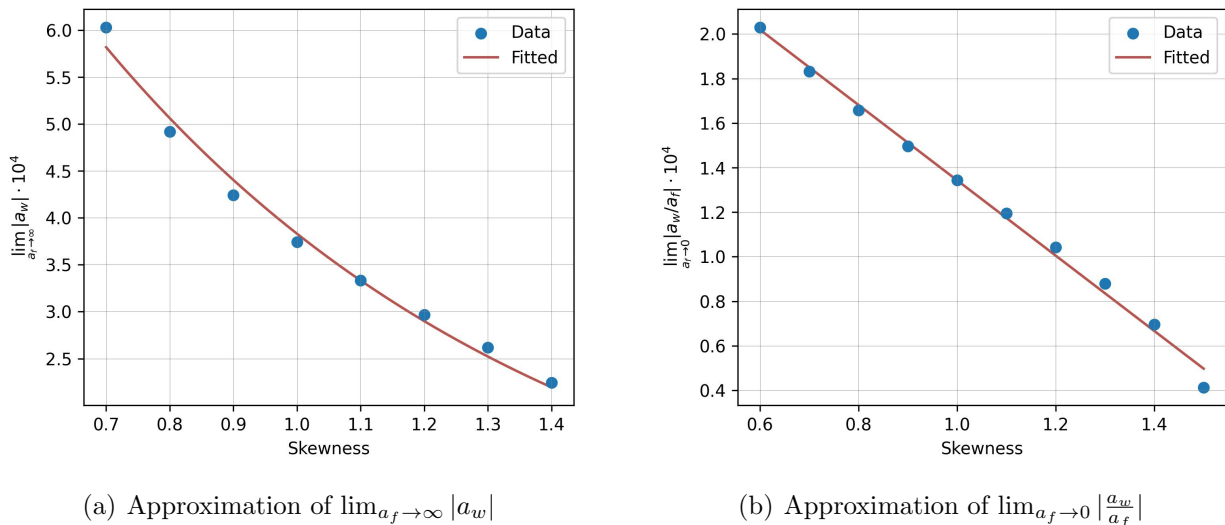 6.0
5.5
5.0
4.5
4.0
3.5
3.0
2.5
lim |a_w| · 10^4
a_f→∞
Data
Fitted
0.7 0.8 0.9 1.0 1.1 1.2 1.3 1.4
Skewness
(a) Approximation of lim_{a_f→∞} |a_w|
2.0
1.8
1.6
1.4
1.2
1.0
0.8
0.6
0.4
lim |a_w/a_f| · 10^4
a_f→0
Data
Fitted
0.6 0.8 1.0 1.2 1.4
Skewness
(b) Approximation of lim_{a_f→0} |a_w/a_f|